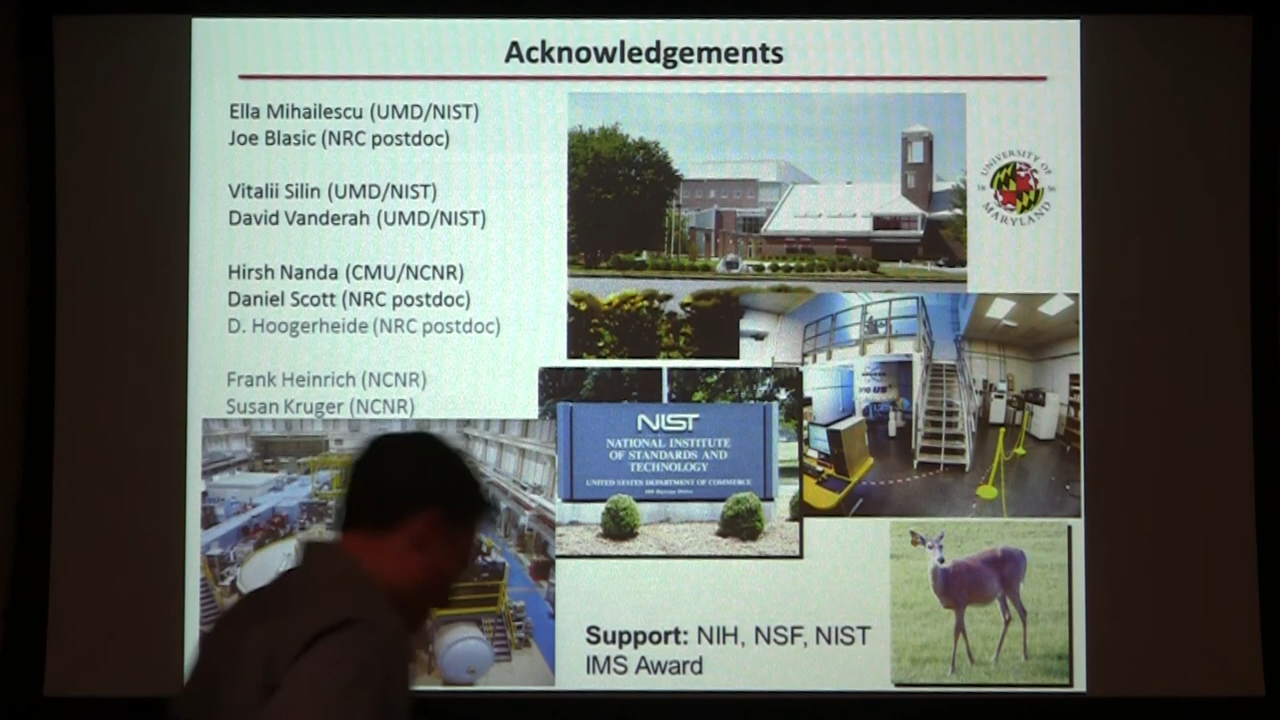 Acknowledgements
Ella Mihailescu (UMD/NIST)
Joe Blasic (NRC postdoc)
Vitalii Silin (UMD/NIST)
David Vanderah (UMD/NIST)
Hirsh Nanda (CMU/NCNR)
Daniel Scott (NRC postdoc)
D. Hoogerheide (NRC postdoc)
Frank Heinrich (NCNR)
Susan Kruger (NCNR)
UNIVERSITY OF
18 56
MARYLAND
NIST
NATIONAL INSTITUTE
OF STANDARDS AND
TECHNOLOGY
UNITED STATES DEPARTMENT OF COMMERCE
Support: NIH, NSF, NIST
IMS Award